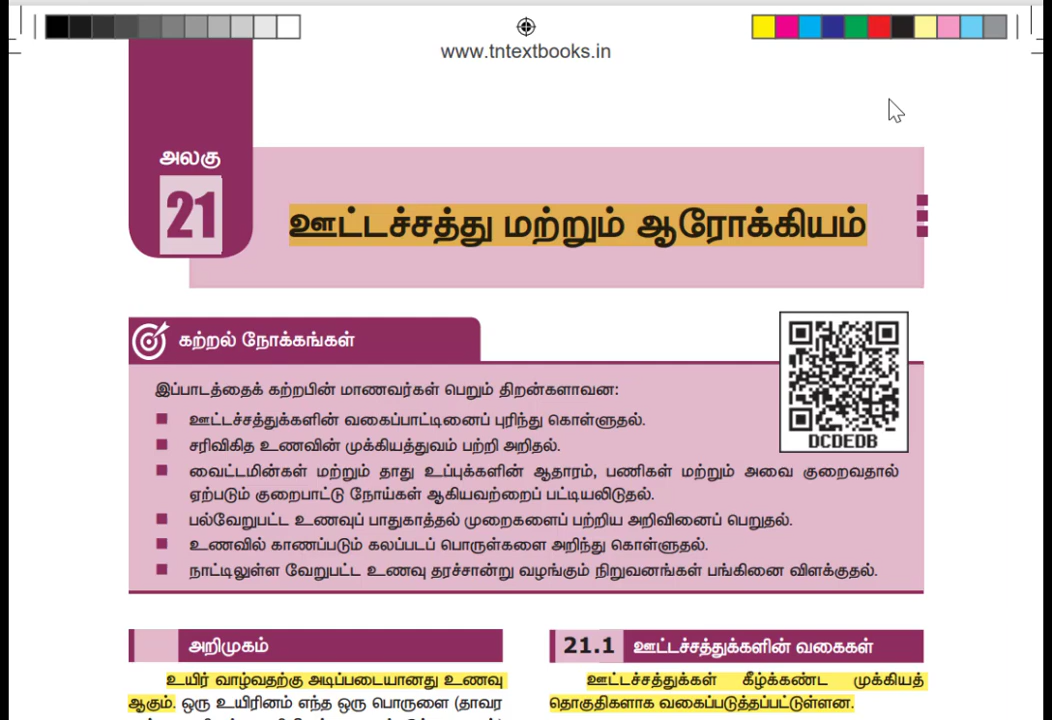 www.tntextbooks.in
அலகு
21
ஊட்டச்சத்து மற்றும் ஆரோக்கியம்
கற்றல் நோக்கங்கள்
இப்பாடத்தைக் கற்றபின் மாணவர்கள் பெறும் திறன்களாவன:
ஊட்டச்சத்துக்களின் வகைப்பாட்டினைப் புரிந்து கொள்ளுதல்.
சரிவிகித உணவின் முக்கியத்துவம் பற்றி அறிதல்.
வைட்டமின்கள் மற்றும் தாது உப்புக்களின் ஆதாரம், பணிகள் மற்றும் அவை குறைவதால்
ஏற்படும் குறைபாட்டு நோய்கள் ஆகியவற்றைப் பட்டியலிடுதல்.
பல்வேறுபட்ட உணவுப் பாதுகாத்தல் முறைகளைப் பற்றிய அறிவினைப் பெறுதல்.
உணவில் காணப்படும் கலப்படப் பொருள்களை அறிந்து கொள்ளுதல்.
நாட்டிலுள்ள வேறுபட்ட உணவு தரச்சான்று வழங்கும் நிறுவனங்கள் பங்கினை விளக்குதல்.
DCDEDB
அறிமுகம்
உயிர் வாழ்வதற்கு அடிப்படையானது உணவு
ஆகும். ஒரு உயிரினம் எந்த ஒரு பொருளை (தாவர
21.1 ஊட்டச்சத்துக்களின் வகைகள்
ஊட்டச்சத்துக்கள் கீழ்க்கண்ட முக்கியத்
தொகுதிகளாக வகைப்படுத்தப்பட்டுள்ளன.